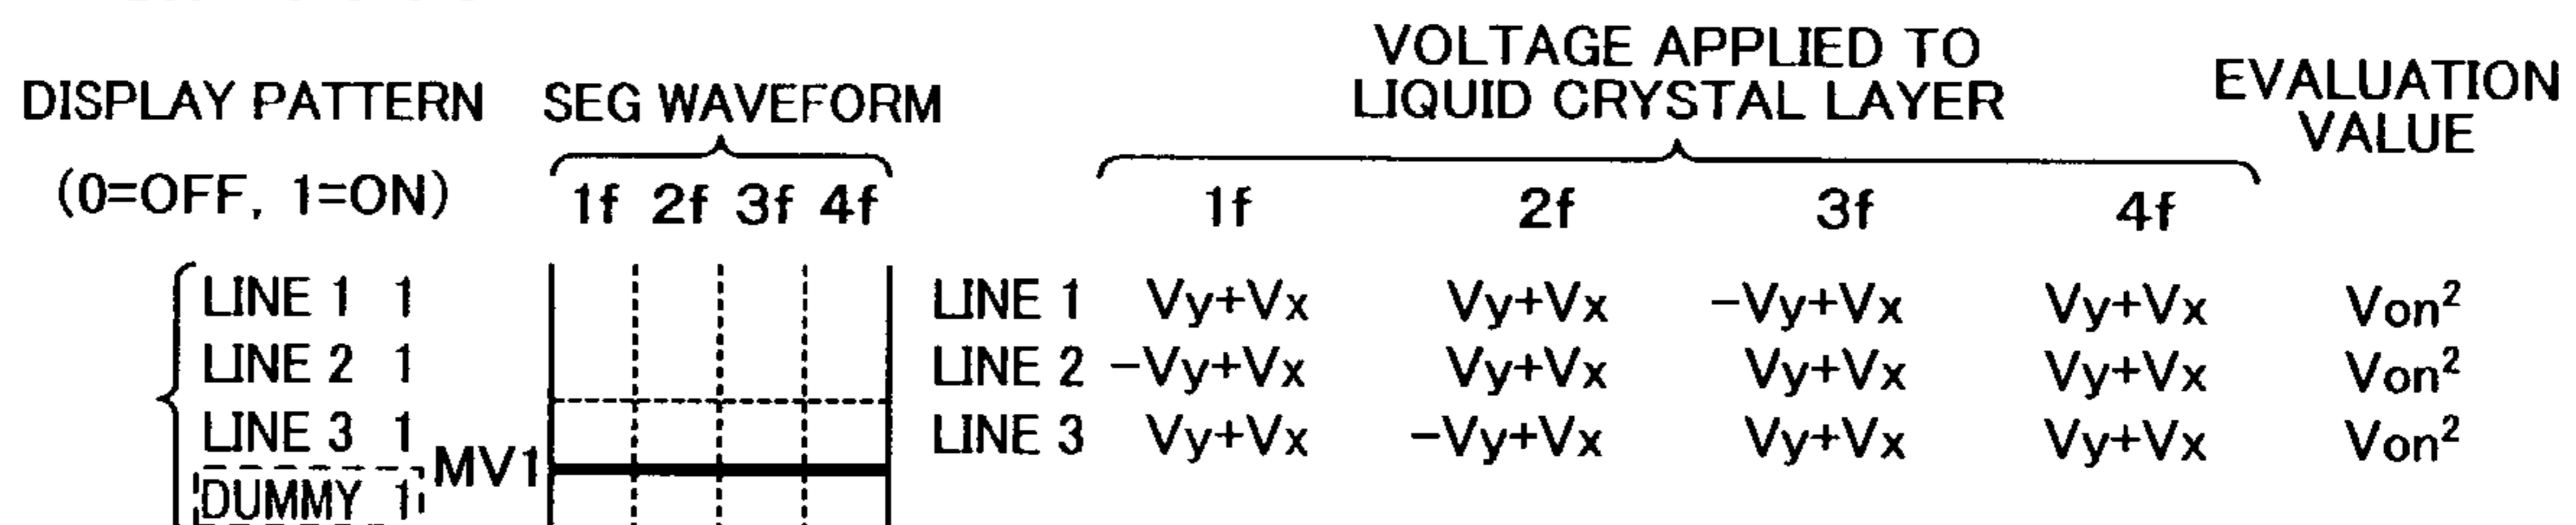 VOLTAGE APPLIED TO
DISPLAY PATTERN SEG WAVEFORM LIQUID CRYSTAL LAYER EVALUATION
VALUE
(0=OFF, 1=ON) 1f 2f 3f 4f 1f 2f 3f 4f
LINE 1 1 LINE 1 Vy+Vx Vy+Vx −Vy+Vx Vy+Vx Von²
LINE 2 1 LINE 2 −Vy+Vx Vy+Vx Vy+Vx Vy+Vx Von²
LINE 3 1 LINE 3 Vy+Vx −Vy+Vx Vy+Vx Vy+Vx Von²
MV1
DUMMY 1